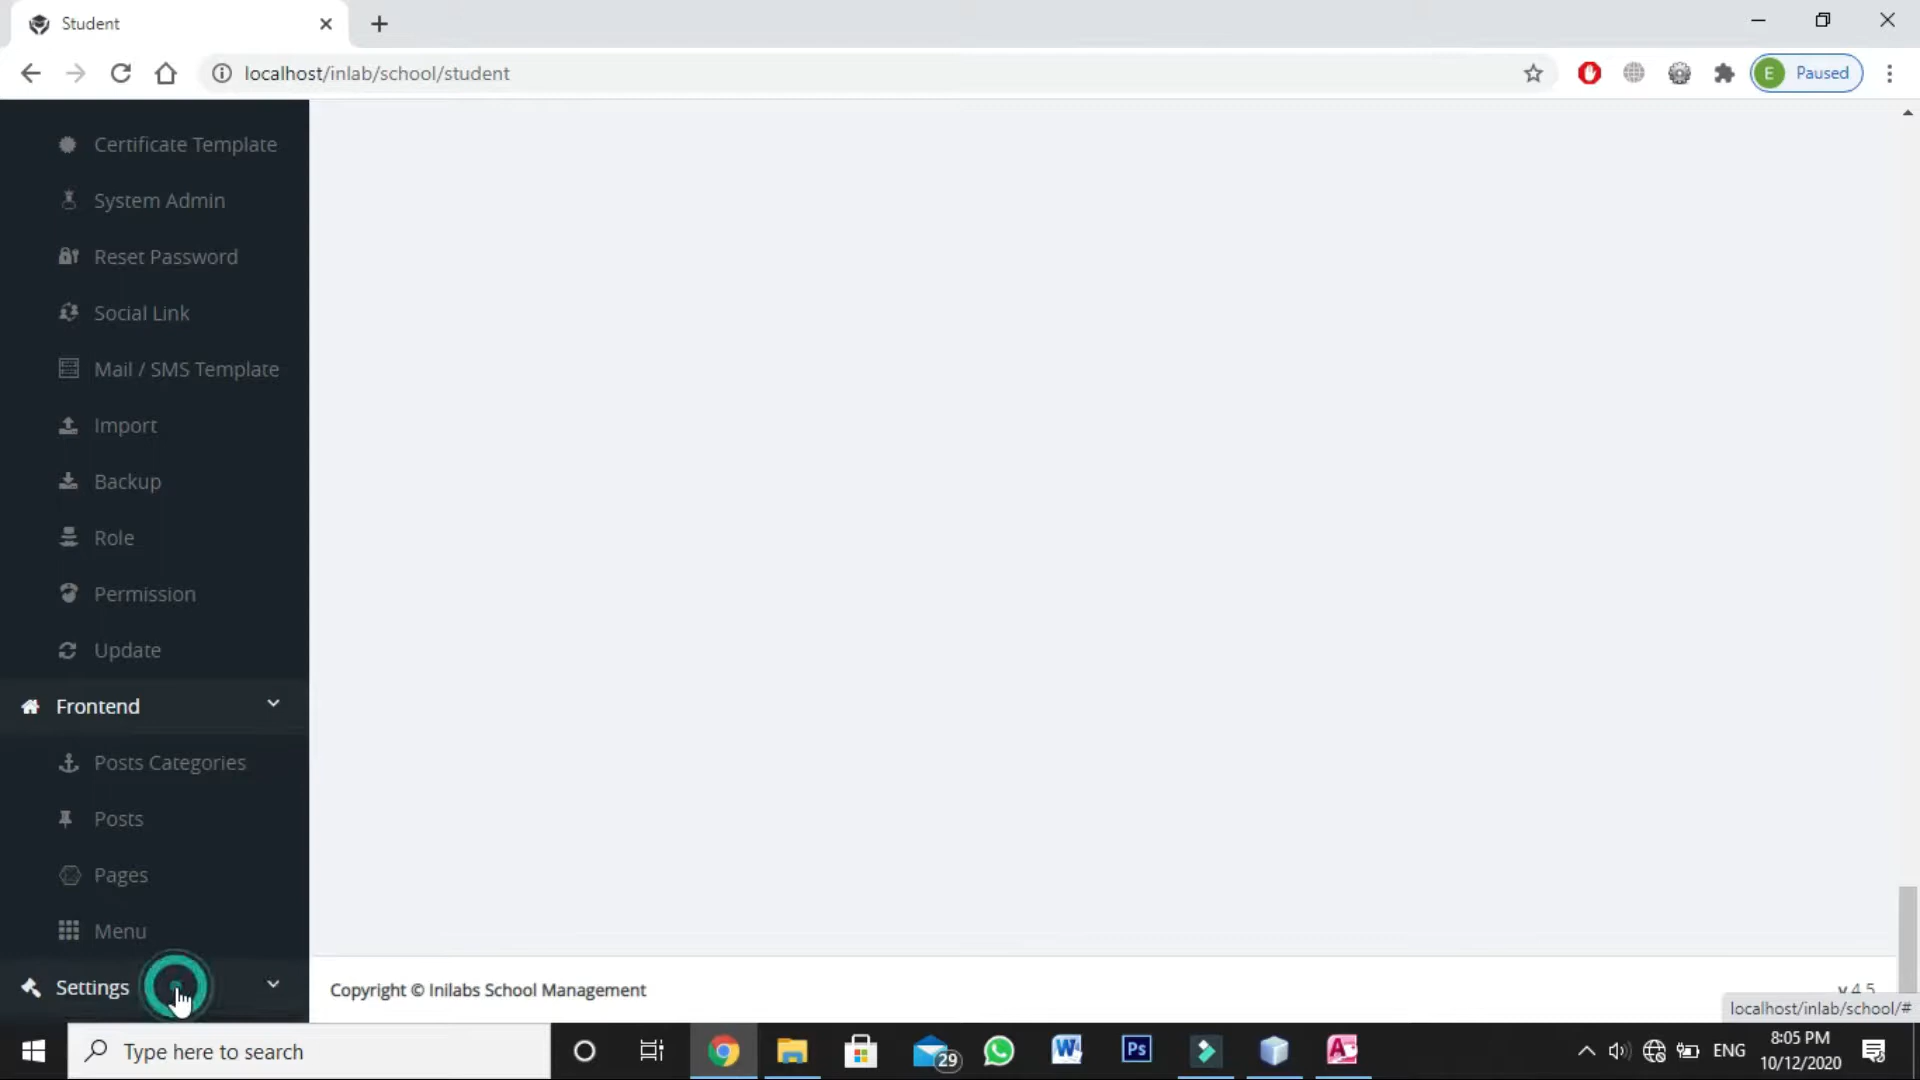 Student
localhost/inlab/school/student
E Paused
Certificate Template
System Admin
Reset Password
Social Link
Mail / SMS Template
Import
Backup
Role
Permission
Update
Frontend
Posts Categories
Posts
Pages
Menu
Settings
Copyright © Inilabs School Management
v 4.5
localhost/inlab/school/#
Type here to search
29
W
Ps
A
ENG
8:05 PM
10/12/2020